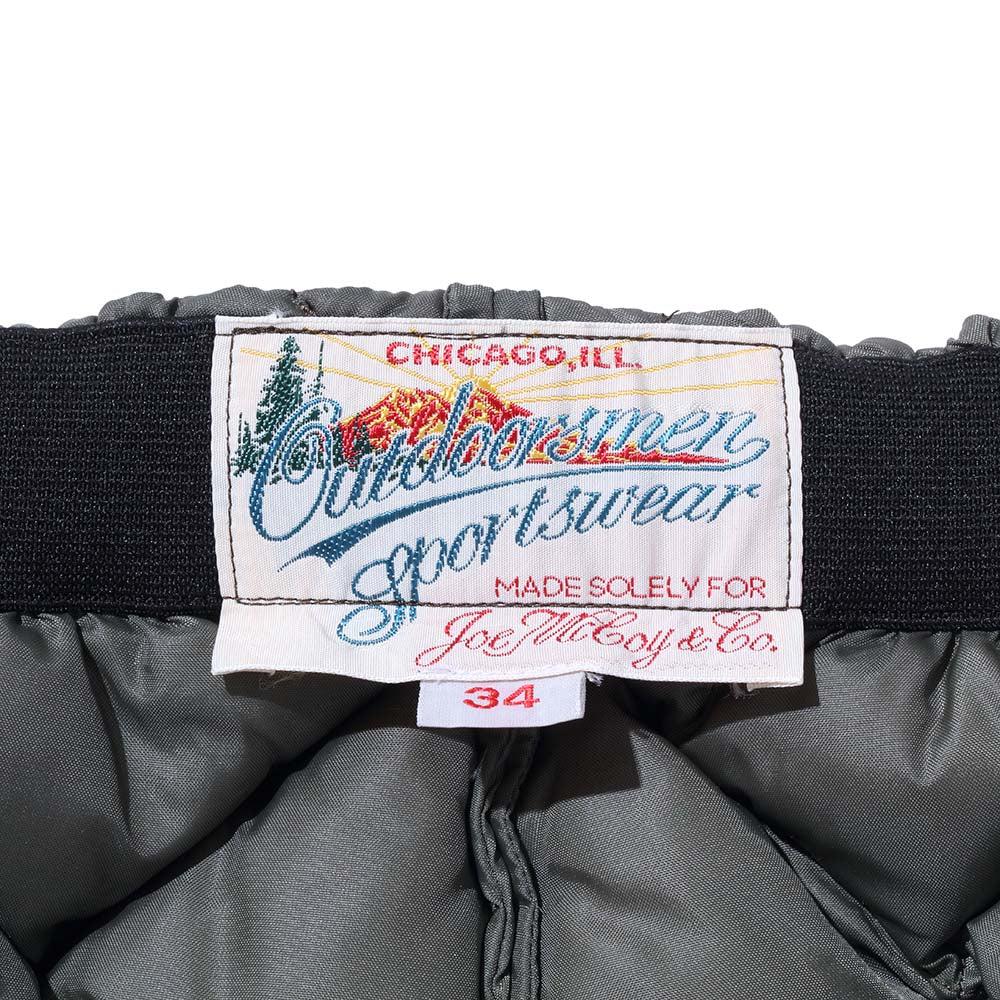 CHICAGO, ILL.
Outdoorsmen
Sportswear
MADE SOLELY FOR
Joe McCoy & Co.
34